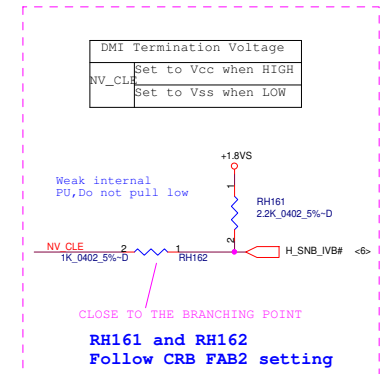 DMI Termination Voltage
NV_CLE
Set to Vcc when HIGH
Set to Vss when LOW
+1.8VS
Weak internal
PU,Do not pull low
1
RH161
2.2K_0402_5%~D
2
NV_CLE
2
1
H_SNB_IVB# <6>
1K_0402_5%~D
RH162
CLOSE TO THE BRANCHING POINT
RH161 and RH162
Follow CRB FAB2 setting